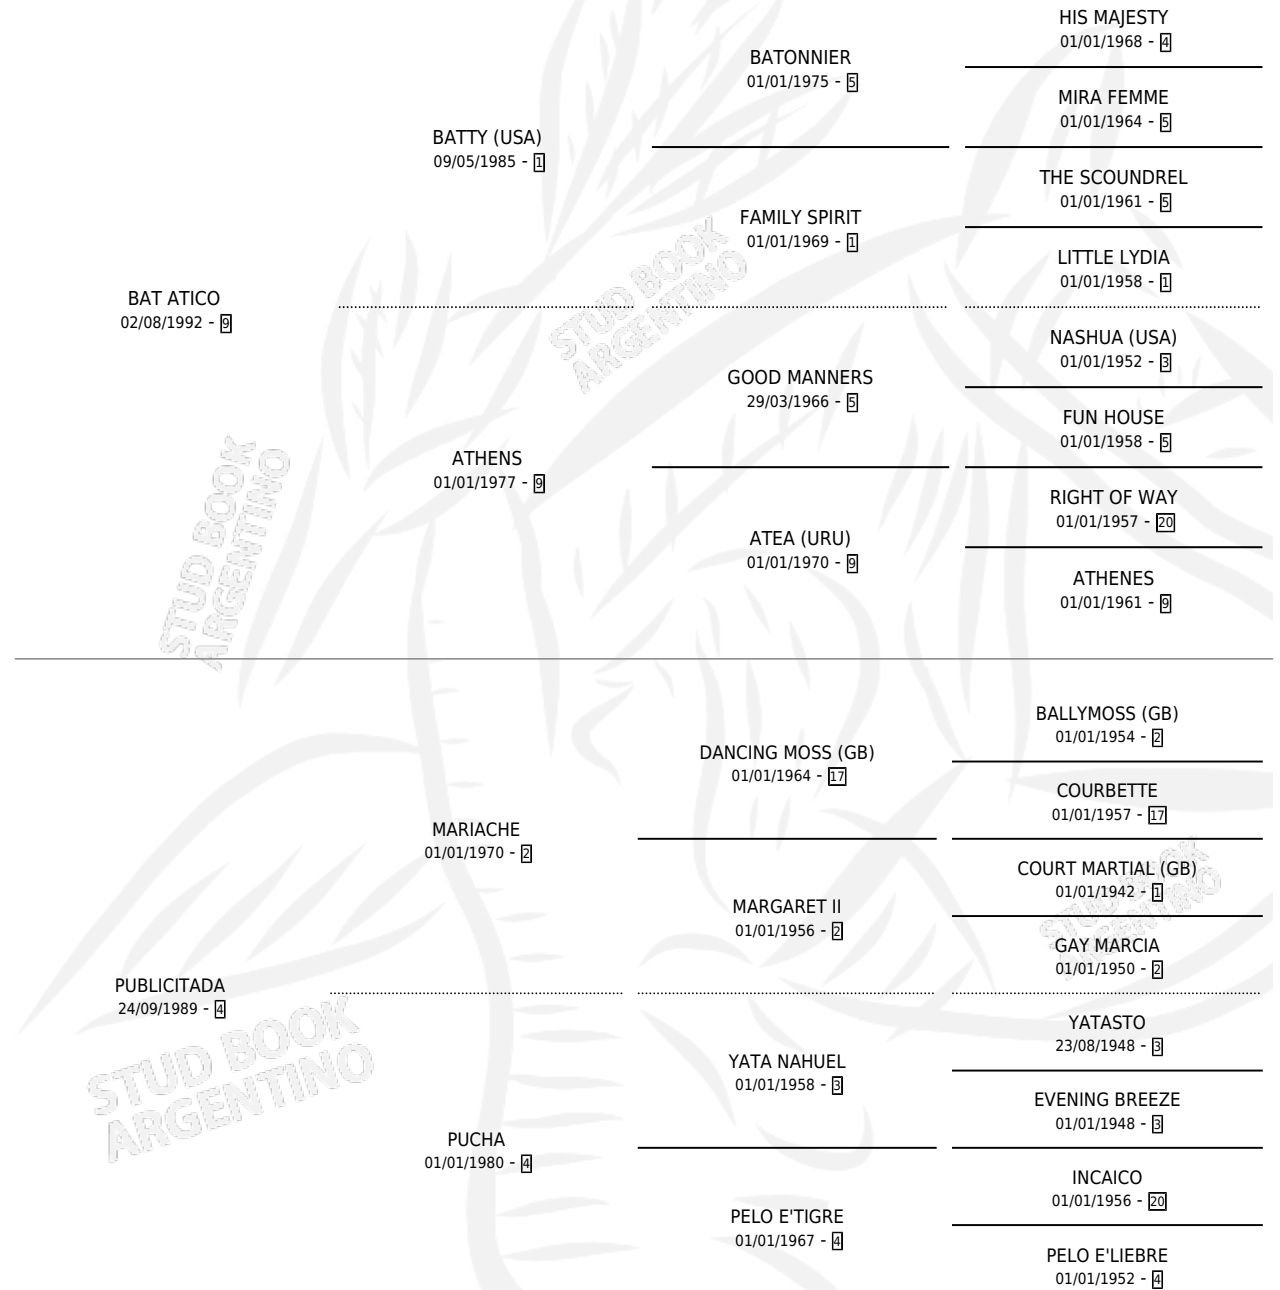 HIS MAJESTY
01/01/1968 - 4
BATONNIER
01/01/1975 - 5
MIRA FEMME
01/01/1964 - 5
BATTY (USA)
09/05/1985 - 1
THE SCOUNDREL
01/01/1961 - 5
FAMILY SPIRIT
01/01/1969 - 1
LITTLE LYDIA
01/01/1958 - 1
BAT ATICO
02/08/1992 - 9
NASHUA (USA)
01/01/1952 - 3
GOOD MANNERS
29/03/1966 - 5
FUN HOUSE
01/01/1958 - 5
ATHENS
01/01/1977 - 9
RIGHT OF WAY
01/01/1957 - 20
ATEA (URU)
01/01/1970 - 9
ATHENES
01/01/1961 - 9
BALLYMOSS (GB)
01/01/1954 - 2
DANCING MOSS (GB)
01/01/1964 - 17
COURBETTE
01/01/1957 - 17
MARIACHE
01/01/1970 - 2
COURT MARTIAL (GB)
01/01/1942 - 1
MARGARET II
01/01/1956 - 2
GAY MARCIA
01/01/1950 - 2
PUBLICITADA
24/09/1989 - 4
YATASTO
23/08/1948 - 3
YATA NAHUEL
01/01/1958 - 3
EVENING BREEZE
01/01/1948 - 3
PUCHA
01/01/1980 - 4
INCAICO
01/01/1956 - 20
PELO E'TIGRE
01/01/1967 - 4
PELO E'LIEBRE
01/01/1952 - 4
STUD BOOK
ARGENTINO
STUD BOOK
ARGENTINO
STUD BOOK
ARGENTINO
STUD BOOK
ARGENTINO